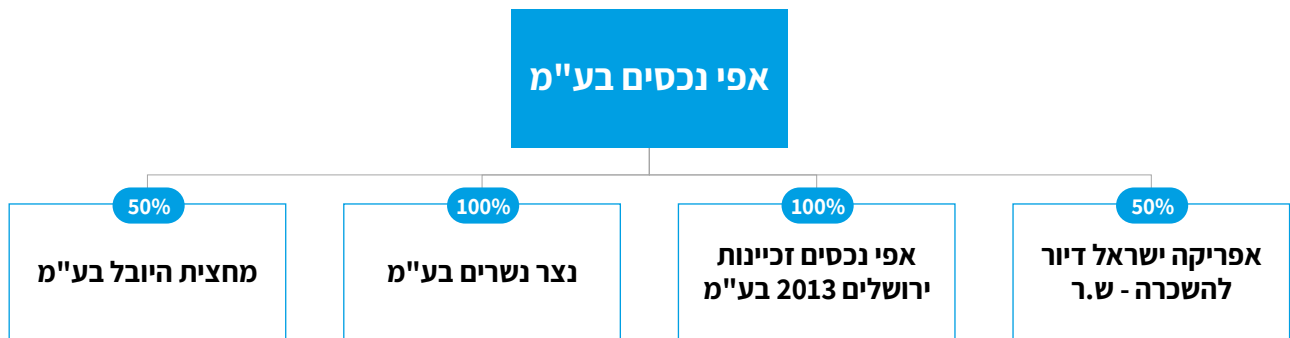 אפי נכסים בע"מ
50%
אפריקה ישראל דיור
להשכרה - ש.ר
100%
אפי נכסים זכיינות
ירושלים 2013 בע"מ
100%
נצר נשרים בע"מ
50%
מחצית היובל בע"מ